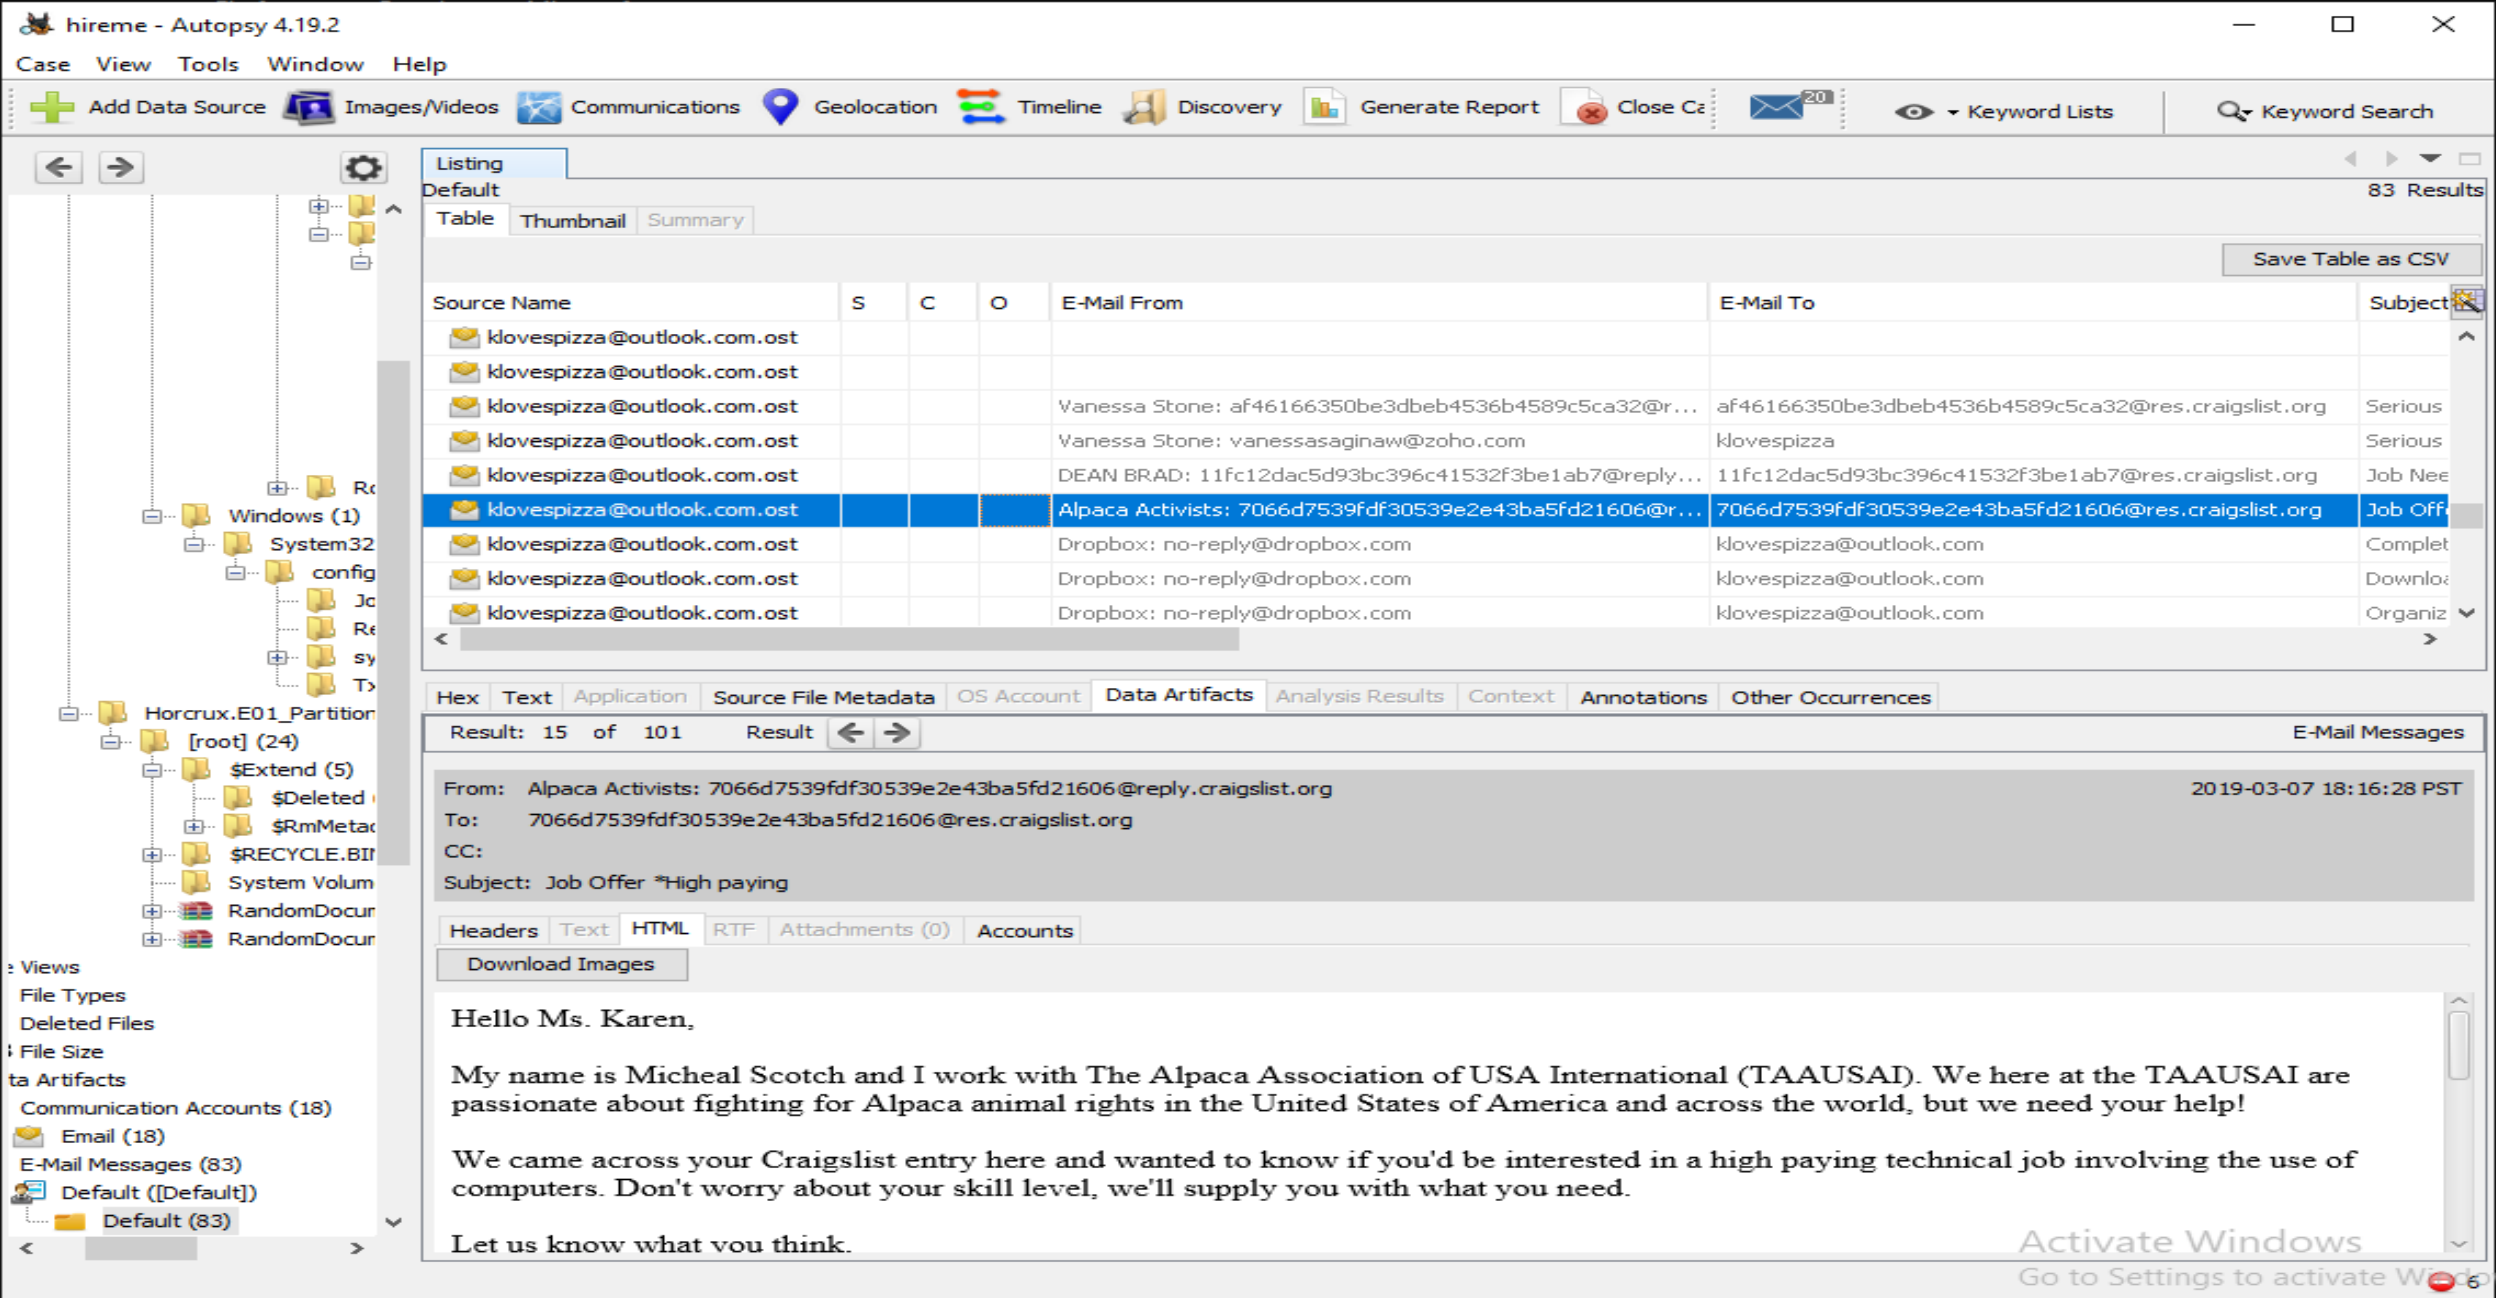 hireme - Autopsy 4.19.2
Case View Tools Window Help
Add Data Source Images/Videos Communications Geolocation Timeline Discovery Generate Report Close Ca 20 Keyword Lists Keyword Search
Listing
Default 83 Results
Table Thumbnail Summary
Save Table as CSV
Source Name S C O E-Mail From E-Mail To Subject
klovespizza@outlook.com.ost
klovespizza@outlook.com.ost
klovespizza@outlook.com.ost Vanessa Stone: af46166350be3dbeb4536b4589c5ca32@r... af46166350be3dbeb4536b4589c5ca32@res.craigslist.org Serious
klovespizza@outlook.com.ost Vanessa Stone: vanessasaginaw@zoho.com klovespizza Serious
klovespizza@outlook.com.ost DEAN BRAD: 11fc12dac5d93bc396c41532f3be1ab7@reply... 11fc12dac5d93bc396c41532f3be1ab7@res.craigslist.org Job Nee
klovespizza@outlook.com.ost Alpaca Activists: 7066d7539fdf30539e2e43ba5fd21606@r... 7066d7539fdf30539e2e43ba5fd21606@res.craigslist.org Job Off
klovespizza@outlook.com.ost Dropbox: no-reply@dropbox.com klovespizza@outlook.com Complet
klovespizza@outlook.com.ost Dropbox: no-reply@dropbox.com klovespizza@outlook.com Downlo
klovespizza@outlook.com.ost Dropbox: no-reply@dropbox.com klovespizza@outlook.com Organiz
Windows (1)
System32
config
Re
sy
Horcrux.E01_Partition
[root] (24)
$Extend (5)
$Deleted
$RmMetad
$RECYCLE.BIN
System Volum
RandomDocur
RandomDocur
Views
File Types
Deleted Files
File Size
ta Artifacts
Communication Accounts (18)
Email (18)
E-Mail Messages (83)
Default ([Default])
Default (83)
Hex Text Application Source File Metadata OS Account Data Artifacts Analysis Results Context Annotations Other Occurrences
Result: 15 of 101 Result E-Mail Messages
From: Alpaca Activists: 7066d7539fdf30539e2e43ba5fd21606@reply.craigslist.org 2019-03-07 18:16:28 PST
To: 7066d7539fdf30539e2e43ba5fd21606@res.craigslist.org
CC:
Subject: Job Offer *High paying
Headers Text HTML RTF Attachments (0) Accounts
Download Images
Hello Ms. Karen,
My name is Micheal Scotch and I work with The Alpaca Association of USA International (TAAUSAI). We here at the TAAUSAI are
passionate about fighting for Alpaca animal rights in the United States of America and across the world, but we need your help!
We came across your Craigslist entry here and wanted to know if you'd be interested in a high paying technical job involving the use of
computers. Don't worry about your skill level, we'll supply you with what you need.
Let us know what you think.
Activate Windows
Go to Settings to activate Windo
6